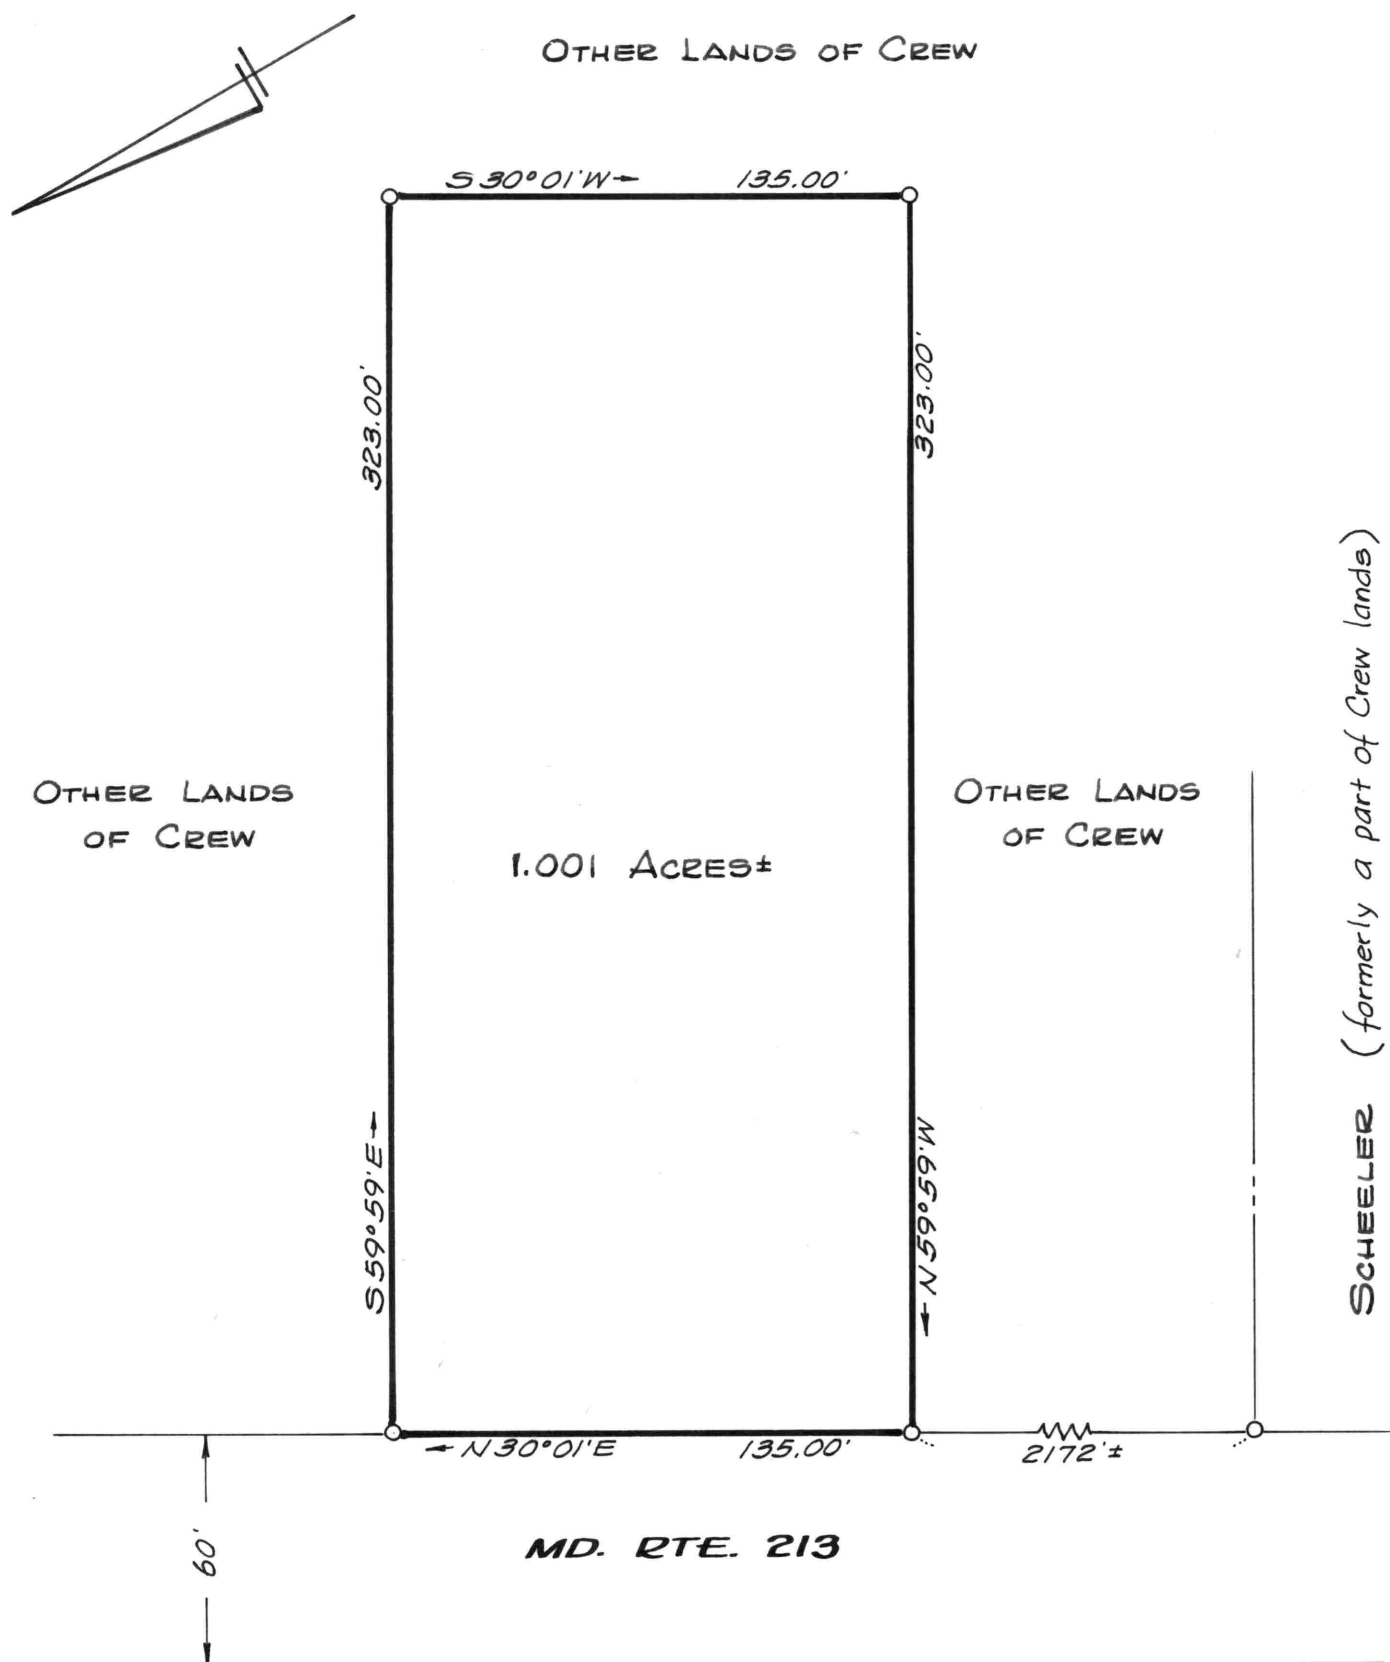 OTHER LANDS OF CREW
S 30° 01' W → 135.00'
323.00'
323.00'
OTHER LANDS
OF CREW
OTHER LANDS
OF CREW
1.001 ACRES±
SCHEELER (formerly a part of Crew lands)
S 59° 59' E →
← N 59° 59' W
← N 30° 01' E 135.00'
2172'±
60'
MD. RTE. 213